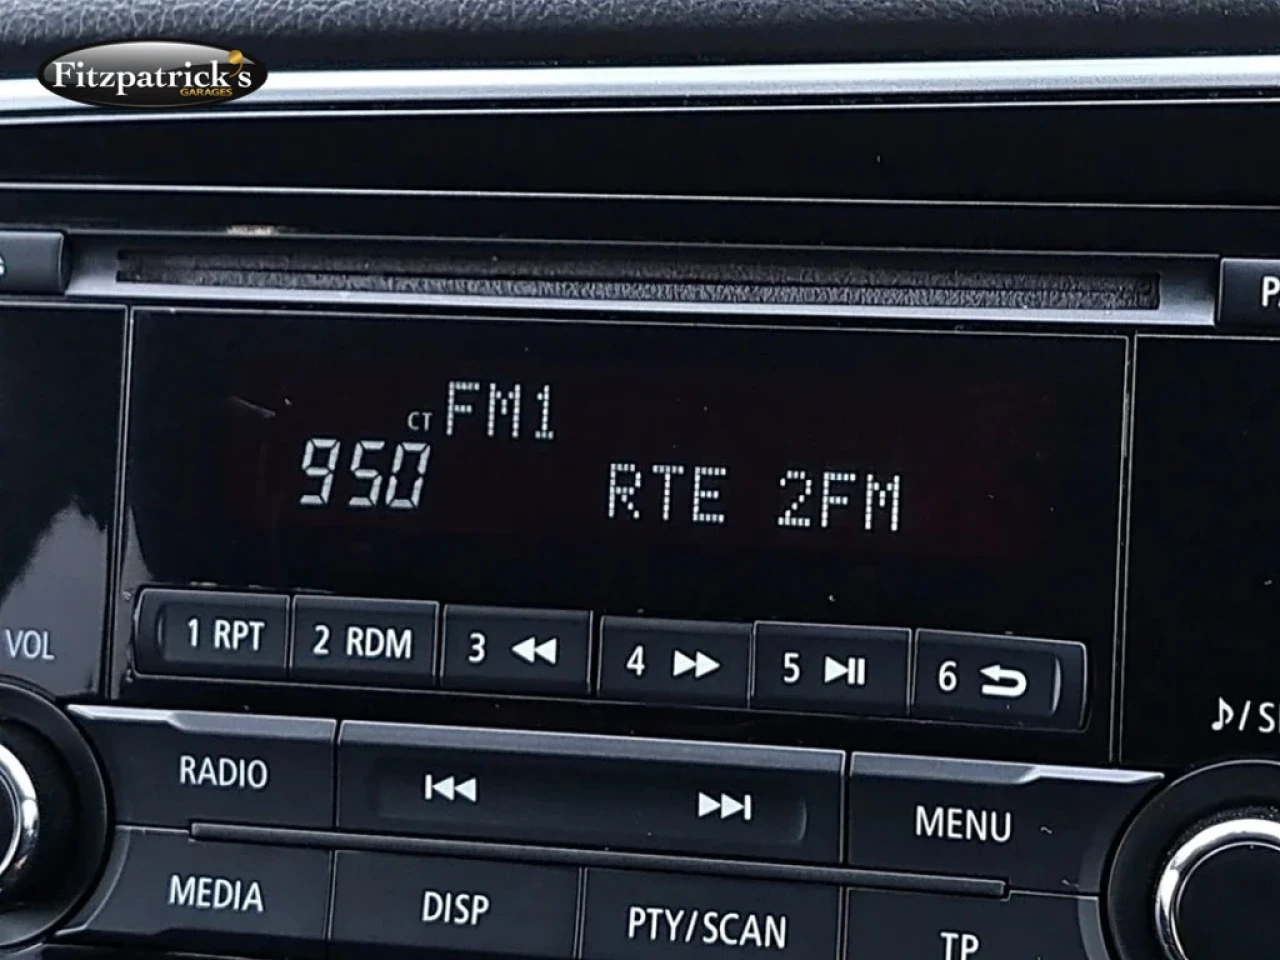 Fitzpatrick's
GARAGES
CT FM1
950 RTE 2FM
1 RPT 2 RDM 3 4 5 6
VOL
RADIO MENU
MEDIA DISP PTY/SCAN TP